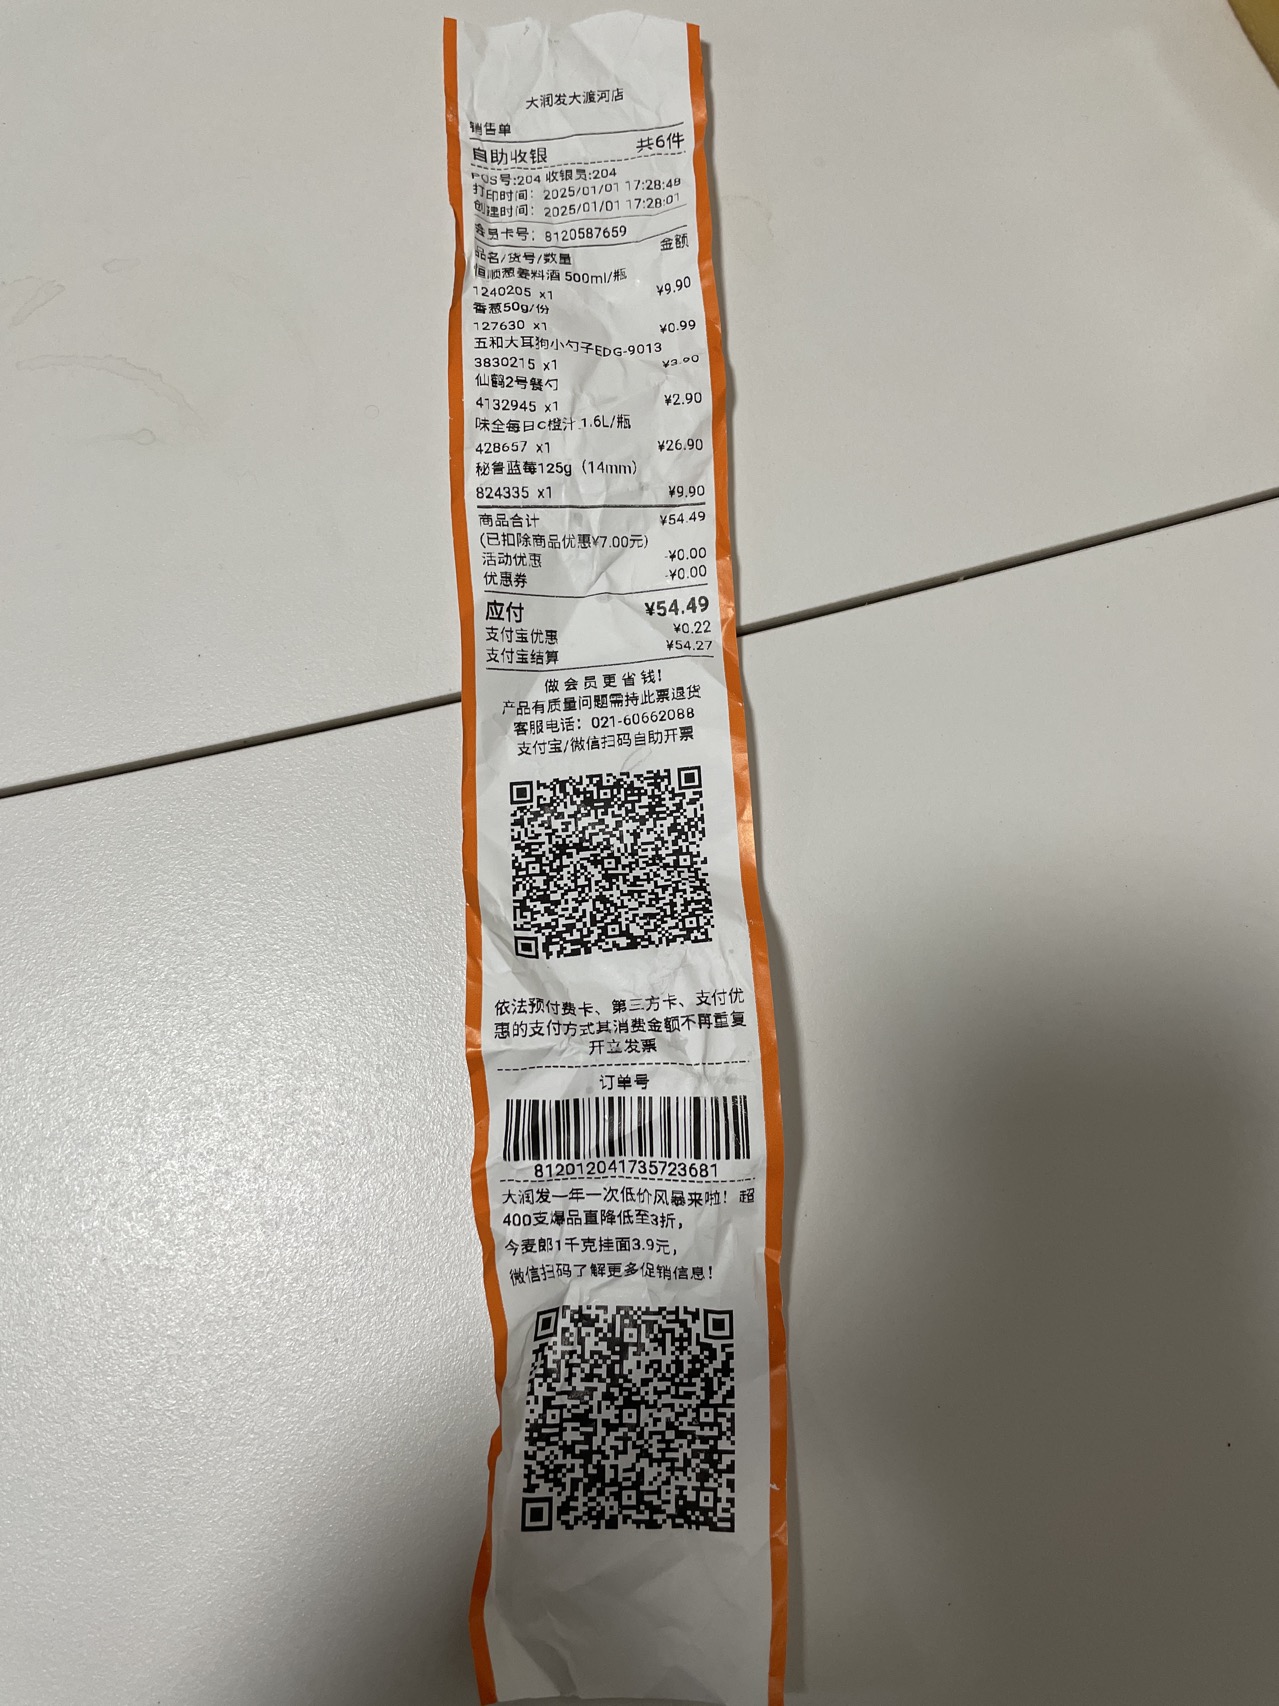 大润发大渡河店
销售单
自助收银 共6件
POS号:204 收银员:204
打印时间: 2025/01/01 17:28:48
创建时间: 2025/01/01 17:28:01
会员卡号: 8120587659
品名/货号/数量 金额
恒顺葱姜料酒 500ml/瓶
1240205 x1 ¥9.90
香葱50g/份
127630 x1 ¥0.99
五和大耳狗小勺子EDG-9013
3830215 x1 ¥3.90
仙鹤2号餐勺
4132945 x1 ¥2.90
味全每日C橙汁 1.6L/瓶
428657 x1 ¥26.90
秘鲁蓝莓125g（14mm）
824335 x1 ¥9.90
商品合计 ¥54.49
(已扣除商品优惠¥7.00元)
活动优惠 -¥0.00
优惠券 -¥0.00
应付 ¥54.49
支付宝优惠 ¥0.22
支付宝结算 ¥54.27
做会员更省钱!
产品有质量问题需持此票退货
客服电话: 021-60662088
支付宝/微信扫码自助开票
依法预付费卡、第三方卡、支付优
惠的支付方式其消费金额不再重复
开立发票
订单号
812012041735723681
大润发一年一次低价风暴来啦! 超
400支爆品直降低至3折,
今麦郎1千克挂面3.9元,
微信扫码了解更多促销信息!